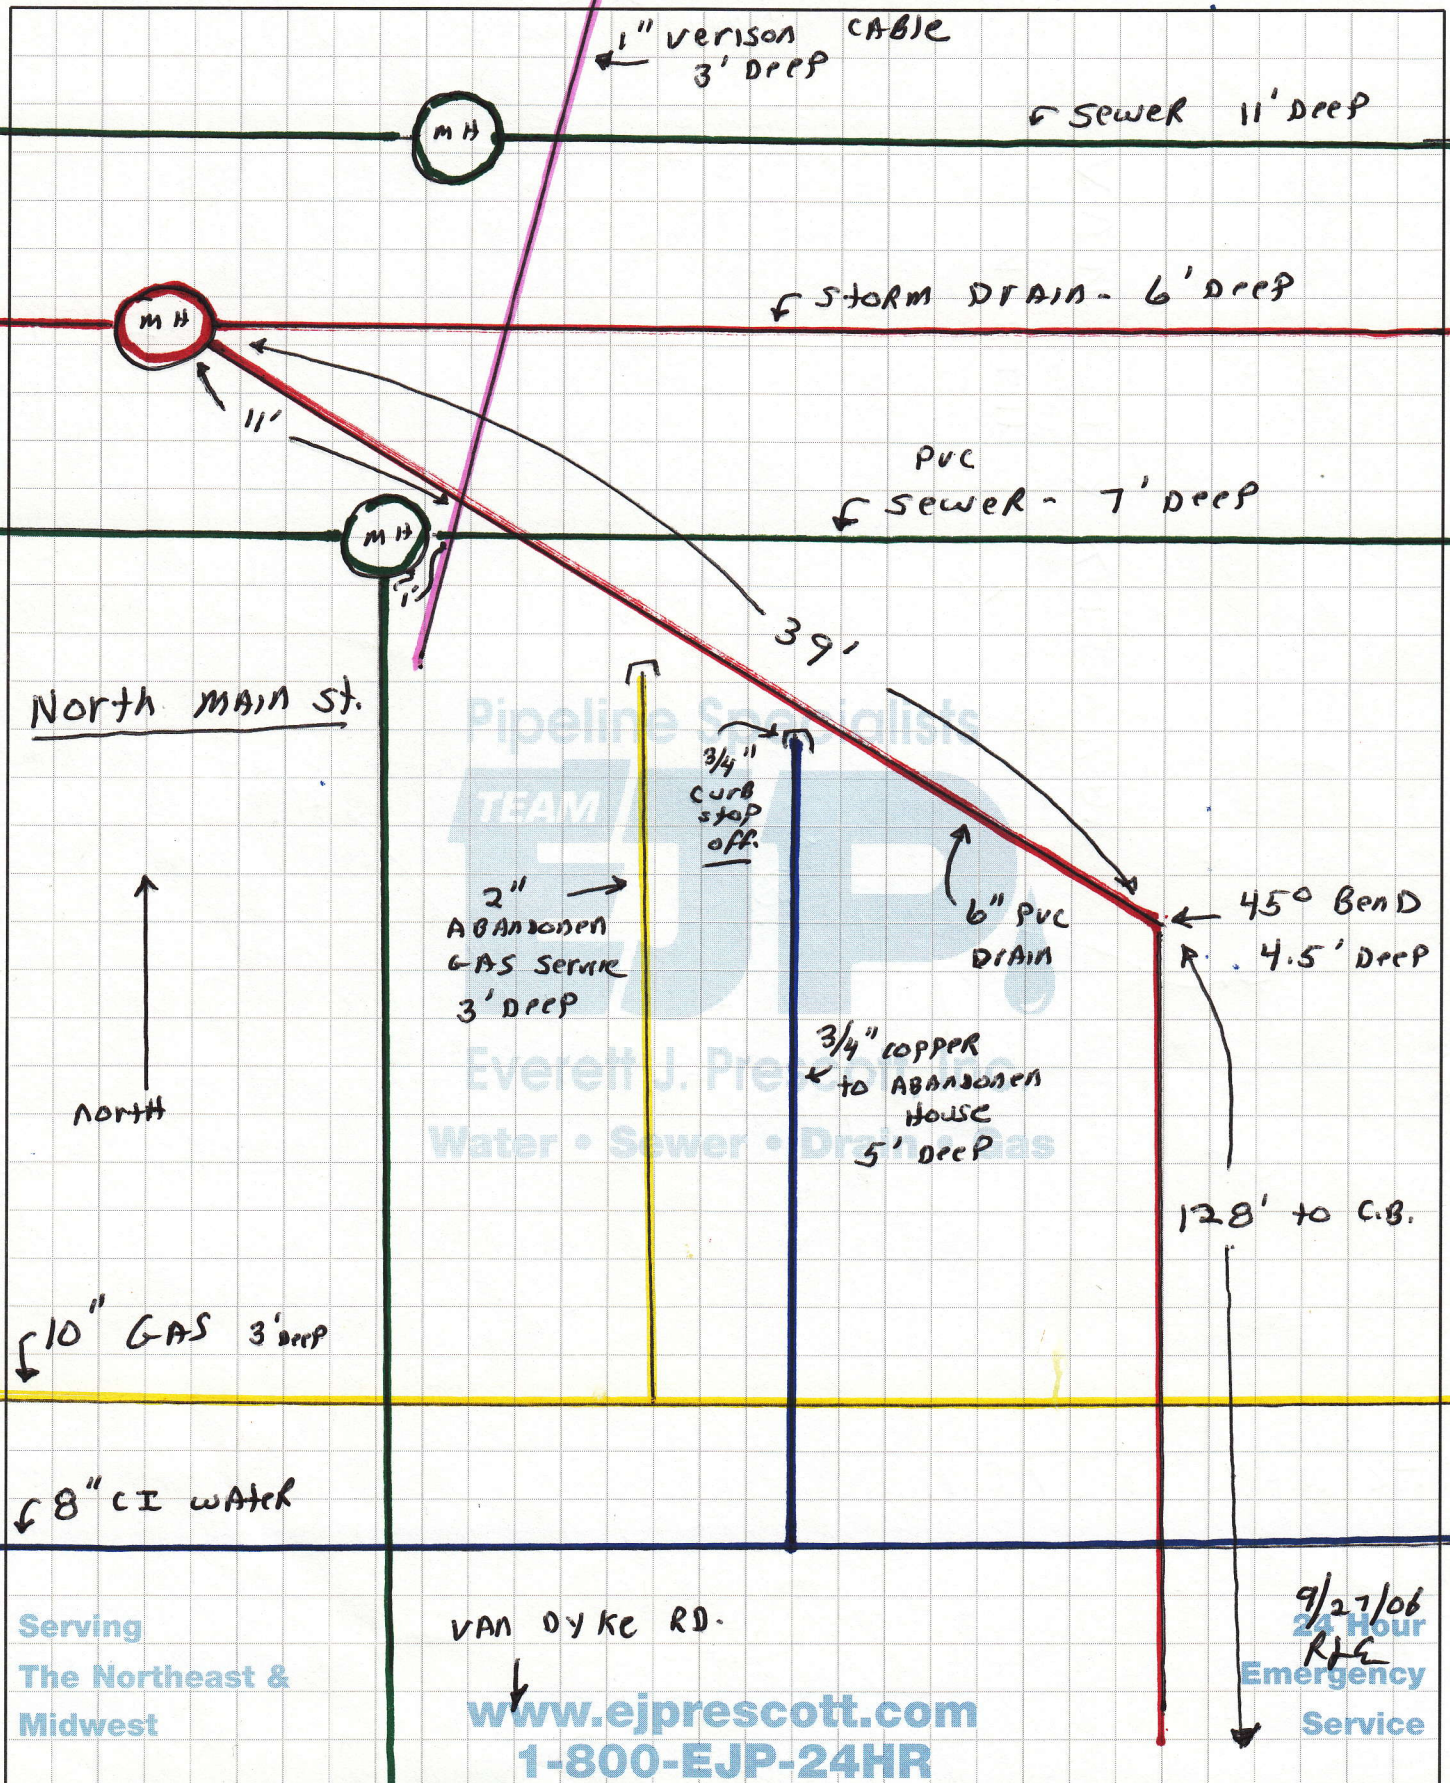 1" verison CABle
3' Deep
MH
sewer 11' Deep
MH
storm Drain - 6' Deep
11'
PVC
sewer - 7' Deep
MH
1'
39'
North MAin st.
Pipeline Specialists
3/4"
curb
stop
off.
TEAM
EJP
2"
ABAndonen
GAS service
3' Deep
6" PVC
DrAin
45° BenD
4.5' Deep
3/4" copper
to ABAndonen
House
5' Deep
Everett J. Prescott, Inc.
Water • Sewer • Drain • Gas
north
128' to C.B.
10" GAS 3' Deep
8" CI wAter
VAn Dyke RD.
9/27/06
Serving
The Northeast &
Midwest
24 Hour
Emergency
Service
www.ejprescott.com
1-800-EJP-24HR